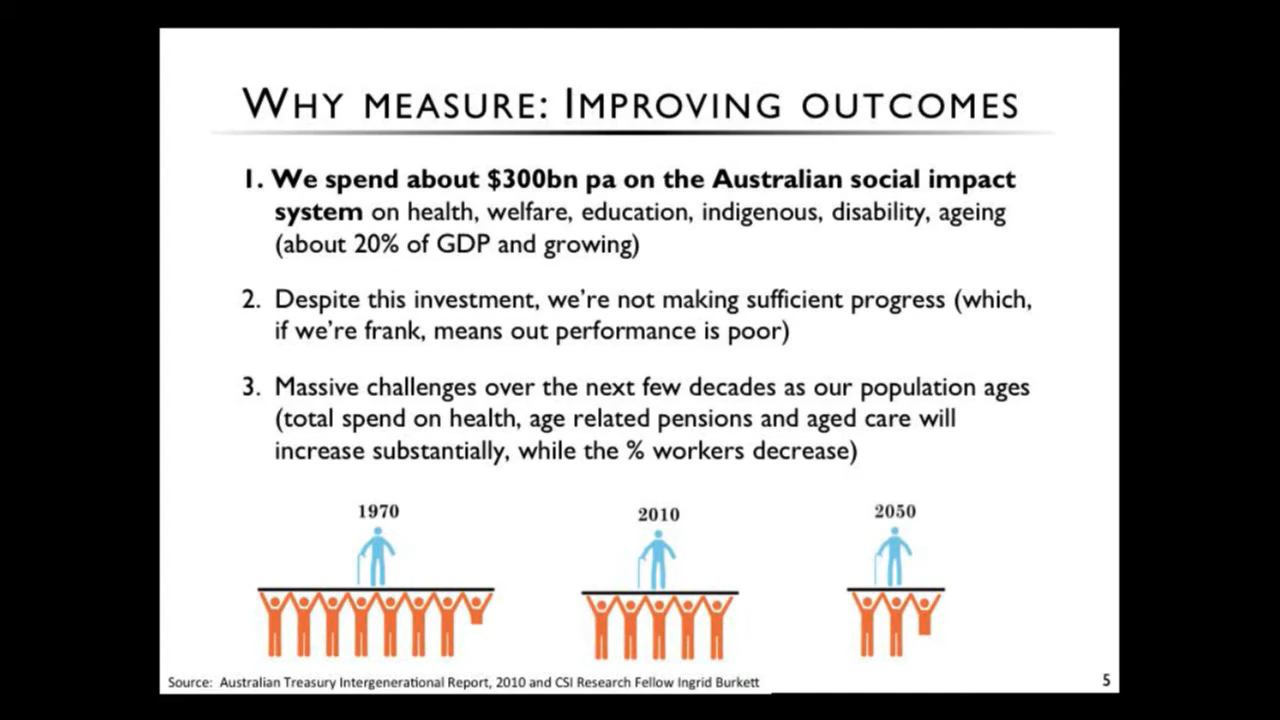 WHY MEASURE: IMPROVING OUTCOMES
1. We spend about $300bn pa on the Australian social impact
system on health, welfare, education, indigenous, disability, ageing
(about 20% of GDP and growing)
2. Despite this investment, we're not making sufficient progress (which,
if we're frank, means out performance is poor)
3. Massive challenges over the next few decades as our population ages
(total spend on health, age related pensions and aged care will
increase substantially, while the % workers decrease)
1970
2010
2050
Source: Australian Treasury Intergenerational Report, 2010 and CSI Research Fellow Ingrid Burkett
5